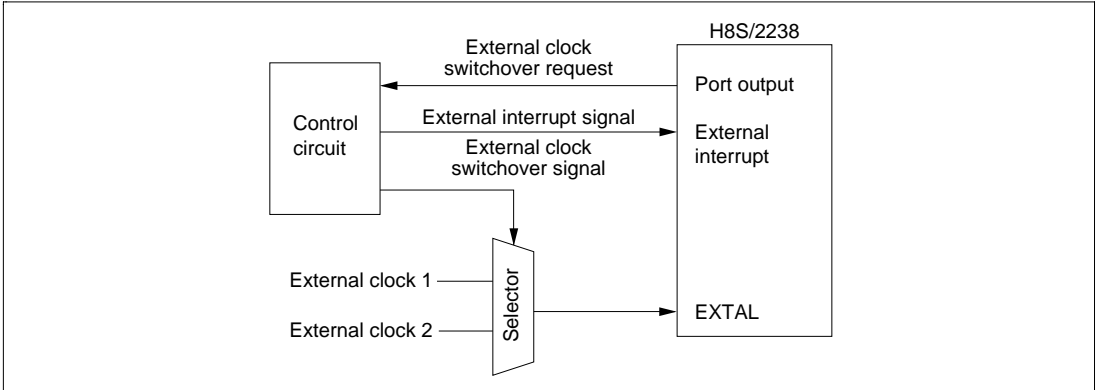 H8S/2238
External clock
switchover request
Port output
Control
circuit
External interrupt signal
External
interrupt
External clock
switchover signal
External clock 1
External clock 2
Selector
EXTAL